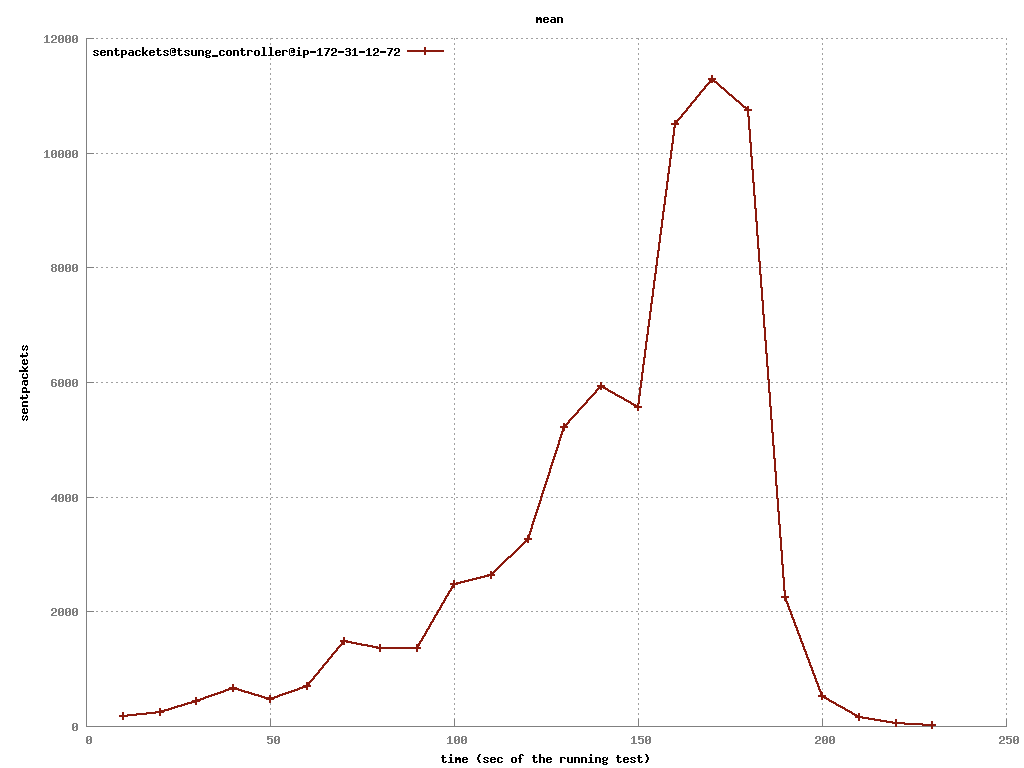 mean
sentpackets@tsung_controller@ip-172-31-12-72
12000
10000
8000
6000
4000
2000
0
sentpackets
0 50 100 150 200 250
time (sec of the running test)